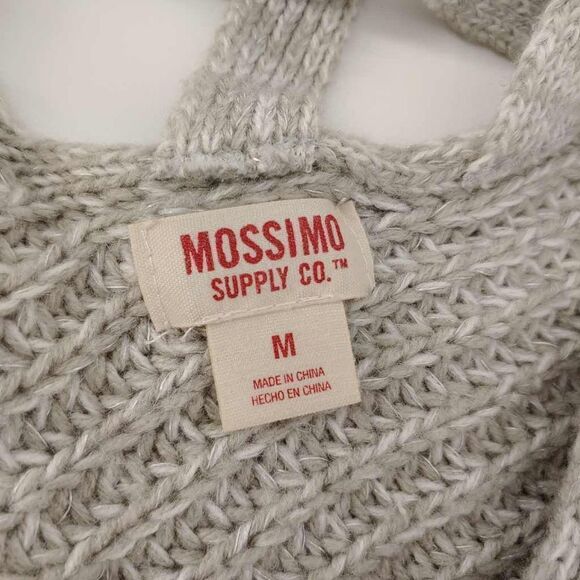 MOSSIMO
SUPPLY CO.™
M
MADE IN CHINA
HECHO EN CHINA